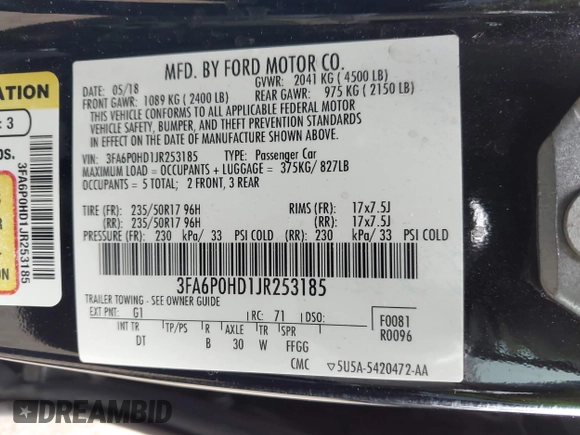 MFD. BY FORD MOTOR CO.
DATE: 05/18 GVWR: 2041 KG ( 4500 LB)
FRONT GAWR: 1089 KG ( 2400 LB) REAR GAWR: 975 KG ( 2150 LB)
THIS VEHICLE CONFORMS TO ALL APPLICABLE FEDERAL MOTOR
VEHICLE SAFETY, BUMPER, AND THEFT PREVENTION STANDARDS
IN EFFECT ON THE DATE OF MANUFACTURE SHOWN ABOVE.
VIN: 3FA6P0HD1JR253185 TYPE: Passenger Car
MAXIMUM LOAD = OCCUPANTS + LUGGAGE = 375KG/ 827LB
OCCUPANTS = 5 TOTAL; 2 FRONT, 3 REAR
TIRE (FR): 235/50R17 96H RIMS (FR): 17x7.5J
(RR): 235/50R17 96H (RR): 17x7.5J
PRESSURE (FR): 230 kPa/ 33 PSI COLD (RR): 230 kPa/ 33 PSI COLD
3FA6P0HD1JR253185
TRAILER TOWING - SEE OWNER GUIDE
EXT PNT: G1 RC: 71 DSO: F0081
R0096
INT TR TP/PS R AXLE TR SPR
DT B 30 W FFGG
CMC ▽5U5A-5420472-AA
ATION
: 3
OS.
3FA6P0HD1JR253185
R
R
ION
DREAMBID